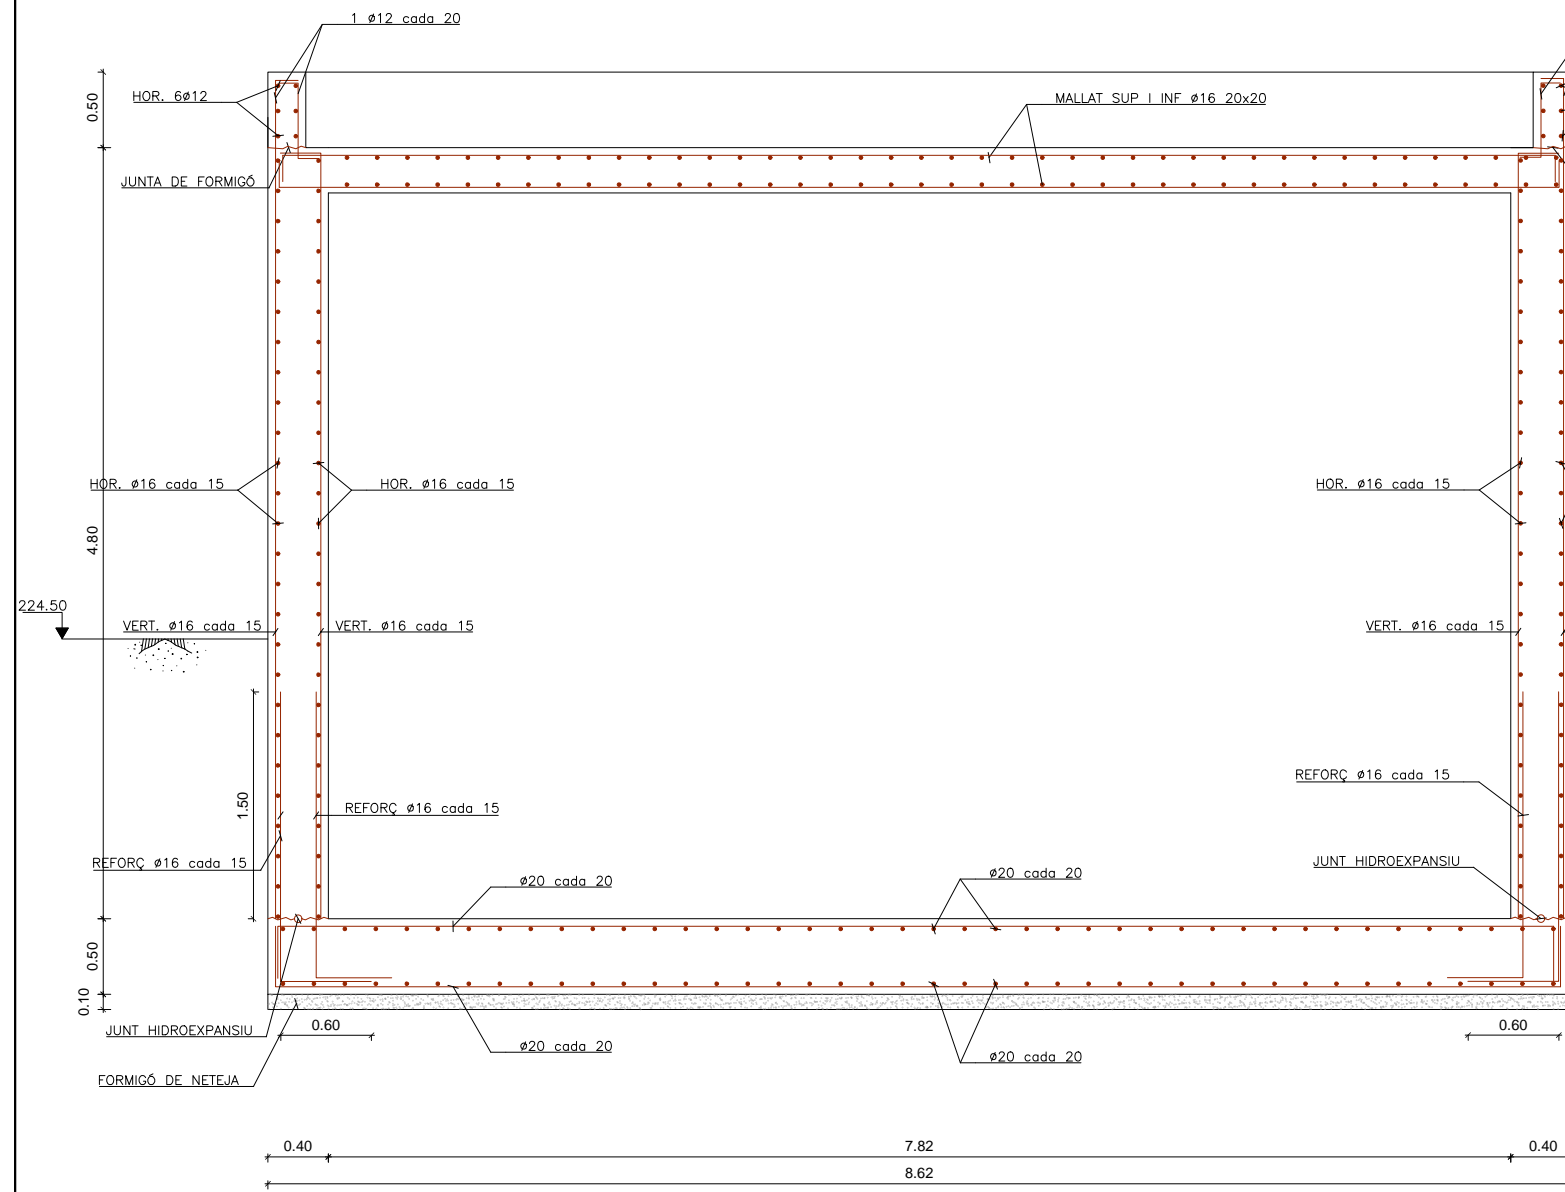 1 ø12 cada 20
HOR. 6ø12
MALLAT SUP I INF ø16 20x20
0.50
JUNTA DE FORMIGÓ
HOR. ø16 cada 15
HOR. ø16 cada 15
HOR. ø16 cada 15
4.80
224.50
VERT. ø16 cada 15
VERT. ø16 cada 15
VERT. ø16 cada 15
REFORÇ ø16 cada 15
1.50
REFORÇ ø16 cada 15
REFORÇ ø16 cada 15
JUNT HIDROEXPANSIU
ø20 cada 20
ø20 cada 20
0.50
0.10
JUNT HIDROEXPANSIU
0.60
ø20 cada 20
ø20 cada 20
0.60
FORMIGÓ DE NETEJA
0.40
7.82
0.40
8.62